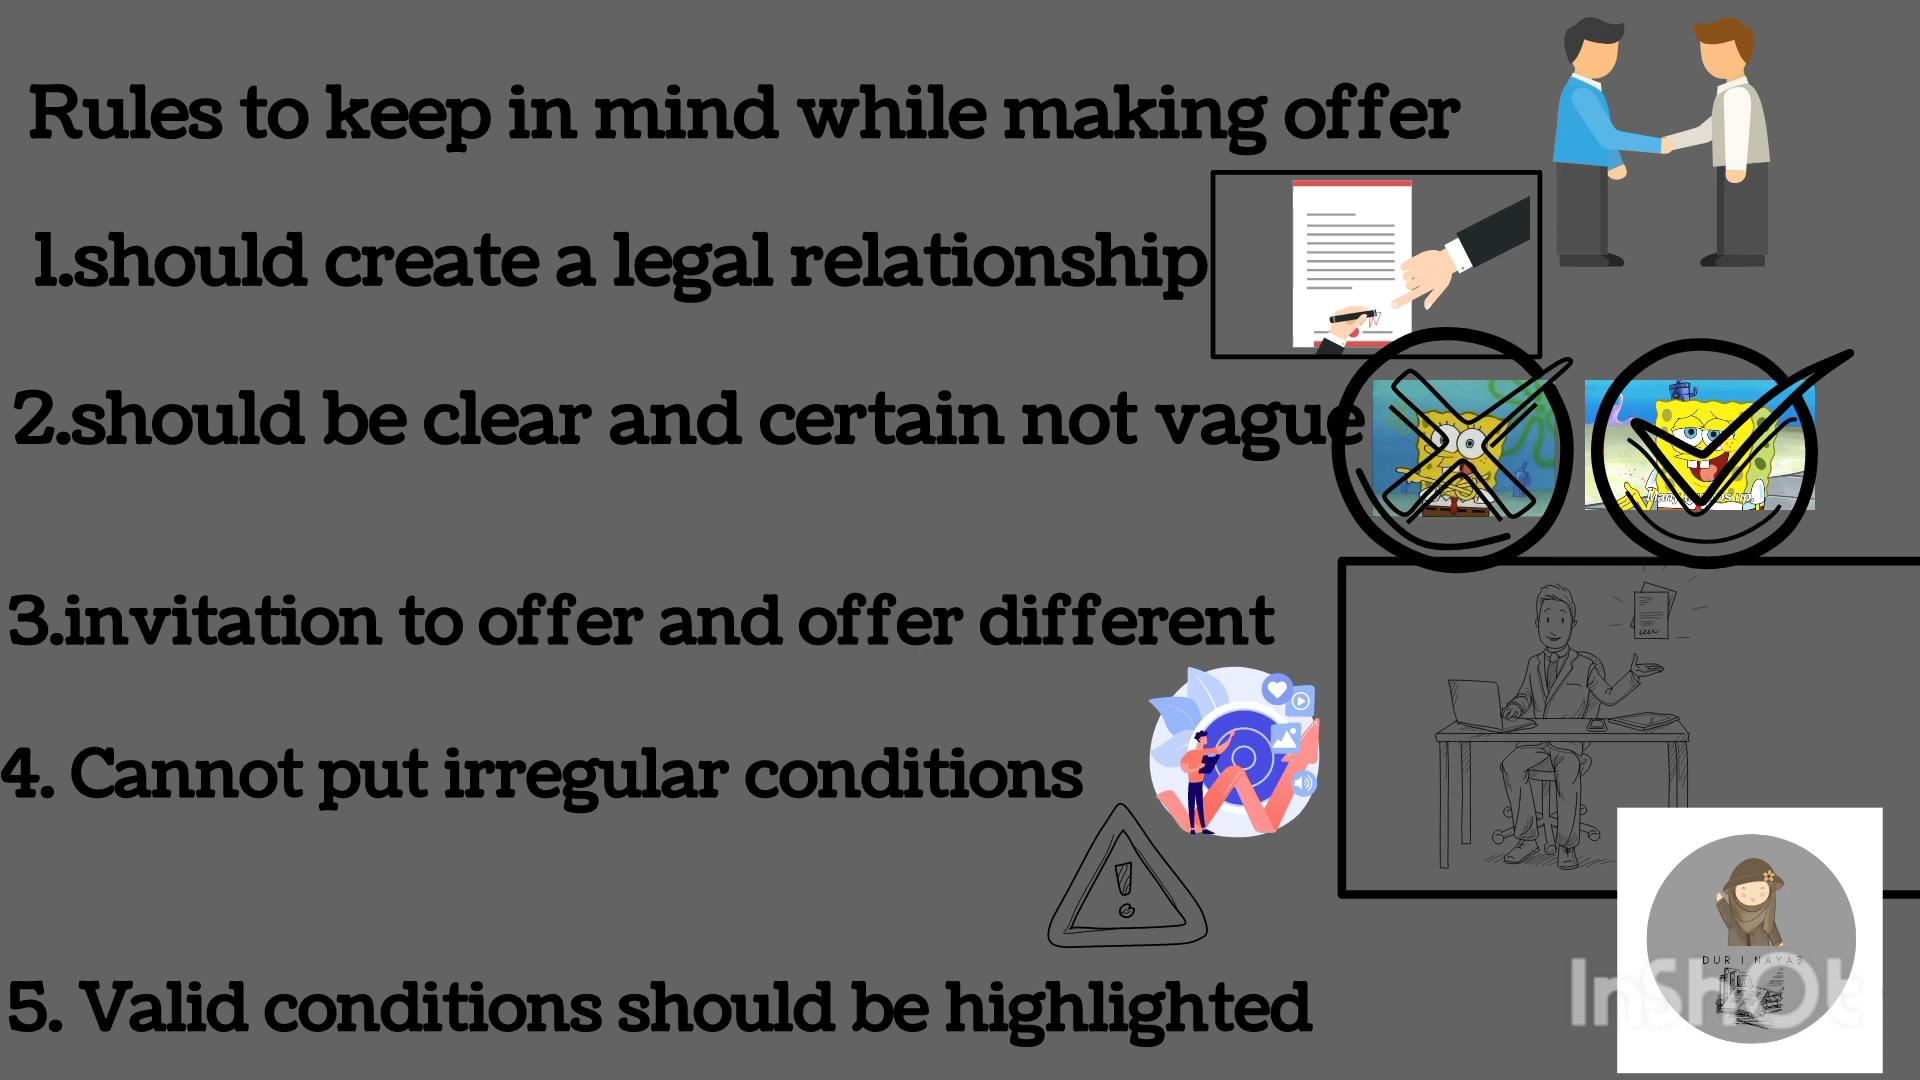 Rules to keep in mind while making offer
1.should create a legal relationship
2.should be clear and certain not vague
3.invitation to offer and offer different
4. Cannot put irregular conditions
5. Valid conditions should be highlighted
DUR I NAYAB
InShOt